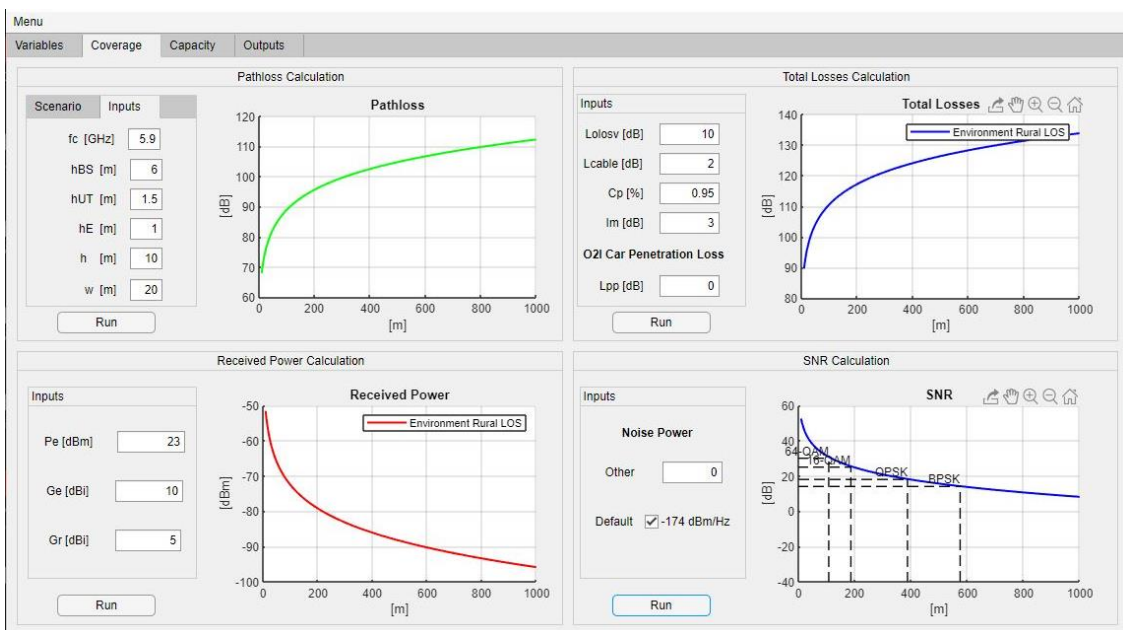 Menu
Variables Coverage Capacity Outputs
Pathloss Calculation
Scenario Inputs
fc [GHz] 5.9
hBS [m] 6
hUT [m] 1.5
hE [m] 1
h [m] 10
w [m] 20
Run
Pathloss
120
110
100
90
80
70
60
[dB]
0 200 400 600 800 1000
[m]
Total Losses Calculation
Inputs
Lolosv [dB] 10
Lcable [dB] 2
Cp [%] 0.95
Im [dB] 3
O2I Car Penetration Loss
Lpp [dB] 0
Run
Total Losses
Environment Rural LOS
140
130
120
110
100
90
80
[dB]
0 200 400 600 800 1000
[m]
Received Power Calculation
Inputs
Pe [dBm] 23
Ge [dBi] 10
Gr [dBi] 5
Run
Received Power
Environment Rural LOS
-50
-60
-70
-80
-90
-100
[dBm]
0 200 400 600 800 1000
[m]
SNR Calculation
Inputs
Noise Power
Other 0
Default -174 dBm/Hz
Run
SNR
60
40
20
0
-20
-40
[dB]
64-QAM
16-QAM
QPSK
BPSK
0 200 400 600 800 1000
[m]